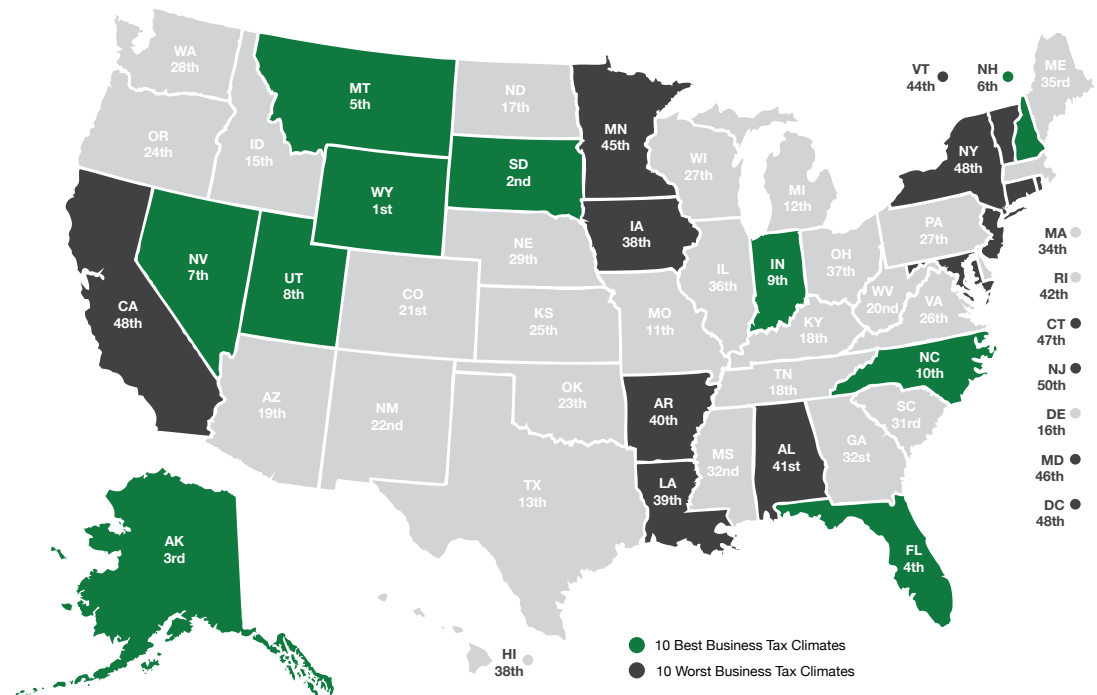 WA
28th
MT
5th
ND
17th
MN
45th
VT
44th
NH
6th
ME
35rd
OR
24th
ID
15th
SD
2nd
WI
27th
NY
48th
WY
1st
MI
12th
IA
38th
NE
29th
PA
27th
MA
34th
NV
7th
UT
8th
IL
36th
IN
9th
OH
37th
RI
42th
CA
48th
CO
21st
KS
25th
MO
11th
WV
20nd
VA
26th
KY
18th
CT
47th
NC
10th
NJ
50th
TN
18th
AZ
19th
NM
22nd
OK
23th
AR
40th
SC
31rd
DE
16th
MS
32nd
AL
41st
GA
32st
MD
46th
TX
13th
LA
39th
DC
48th
AK
3rd
FL
4th
HI
38th
10 Best Business Tax Climates
10 Worst Business Tax Climates